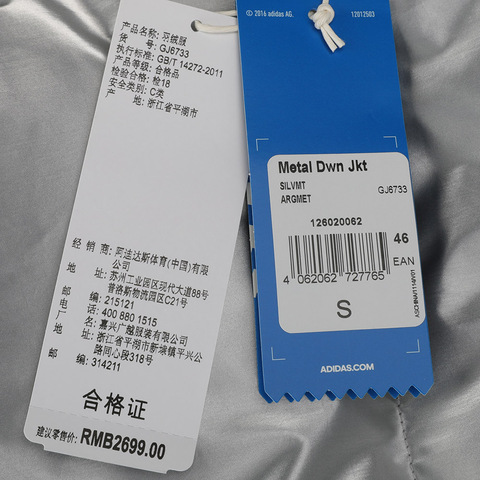 产品名称: 羽绒服
货 号: GJ6733
执行标准: GB/T 14272-2011
产品等级: 合格品
检验合格: 检18
安全类别: C类
产 地: 浙江省平湖市
经 销 商: 阿迪达斯体育(中国)有限公司
地 址: 苏州工业园区现代大道88号
普洛斯物流园区C21号
邮 编: 215121
电 话: 400 880 1515
名 称: 嘉兴广越服装有限公司
地 址: 浙江省平湖市新埭镇平兴公
路同心段318号
邮 编: 314211
合格证
建议零售价: RMB2699.00
© 2016 adidas AG.
12012503
Metal Dwn Jkt
SILVMT GJ6733
ARGMET
126020062
46
EAN
4 062062 727765
S
ADIDAS.COM